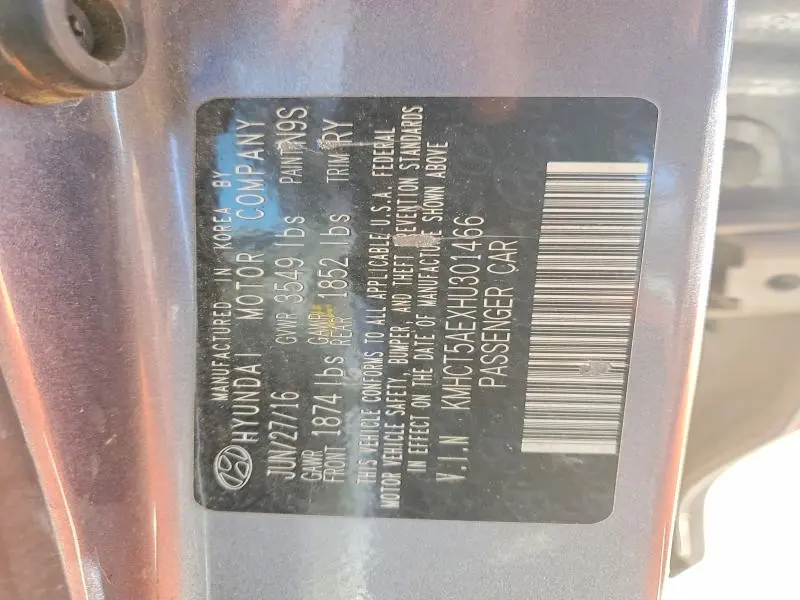 MANUFACTURED IN KOREA BY
HYUNDAI MOTOR COMPANY
JUN/27/16 GVWR 3549 lbs PAINT N9S
GAWR FRONT 1874 lbs GAWR REAR 1852 lbs TRIM RY
THIS VEHICLE CONFORMS TO ALL APPLICABLE U.S.A. FEDERAL
MOTOR VEHICLE SAFETY, BUMPER, AND THEFT PREVENTION STANDARDS
IN EFFECT ON THE DATE OF MANUFACTURE SHOWN ABOVE
V.I.N KMHCT5AEXHU301466
PASSENGER CAR